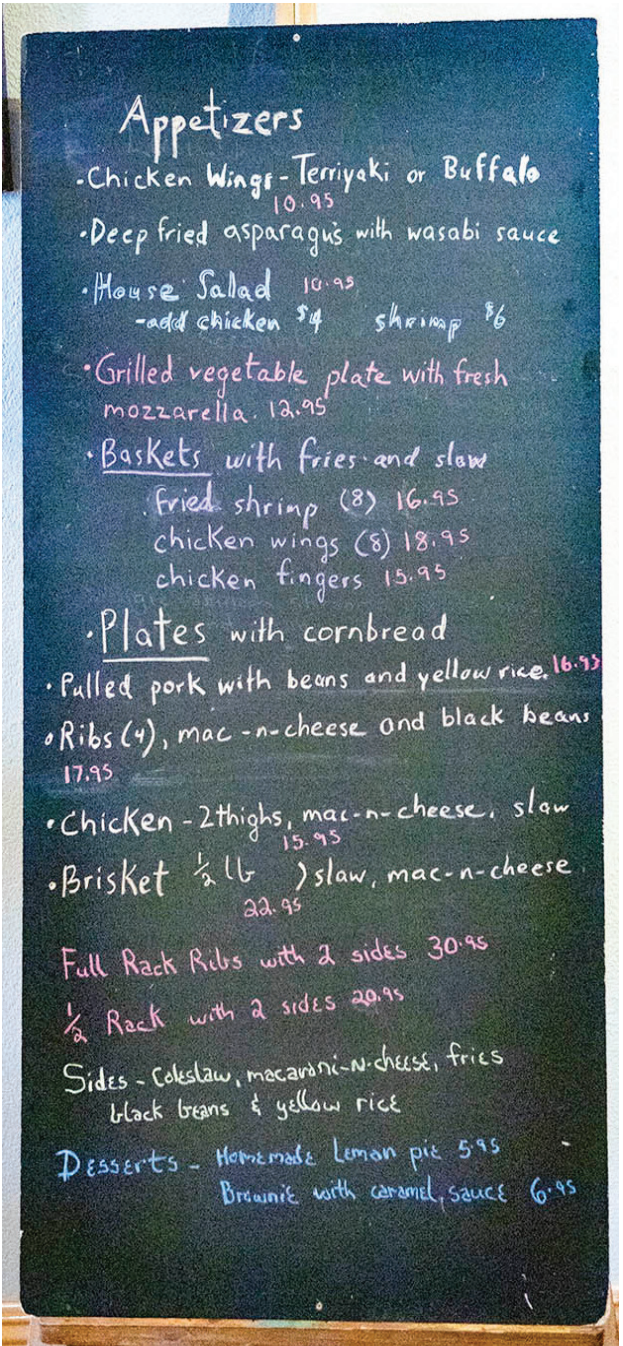 Appetizers
• Chicken Wings - Terriyaki or Buffalo
10.95
• Deep fried asparagus with wasabi sauce
• House Salad 10.95
- add chicken $4 shrimp $6
• Grilled vegetable plate with fresh
mozzarella. 12.95
• Baskets with fries and slaw
. fried shrimp (8) 16.95
chicken wings (8) 18.95
chicken fingers 15.95
• Plates with cornbread
• Pulled pork with beans and yellow rice. 16.95
• Ribs (4), mac-n-cheese and black beans
17.95
• Chicken - 2 thighs, mac-n-cheese, slaw
15.95
• Brisket 1/2 lb ) slaw, mac-n-cheese
22.95
Full Rack Ribs with 2 sides 30.95
1/2 Rack with 2 sides 20.95
Sides - Coleslaw, macaroni-N-cheese, fries
black beans & yellow rice
Desserts - Homemade Lemon pie 5.95
Brownie with caramel sauce 6.95